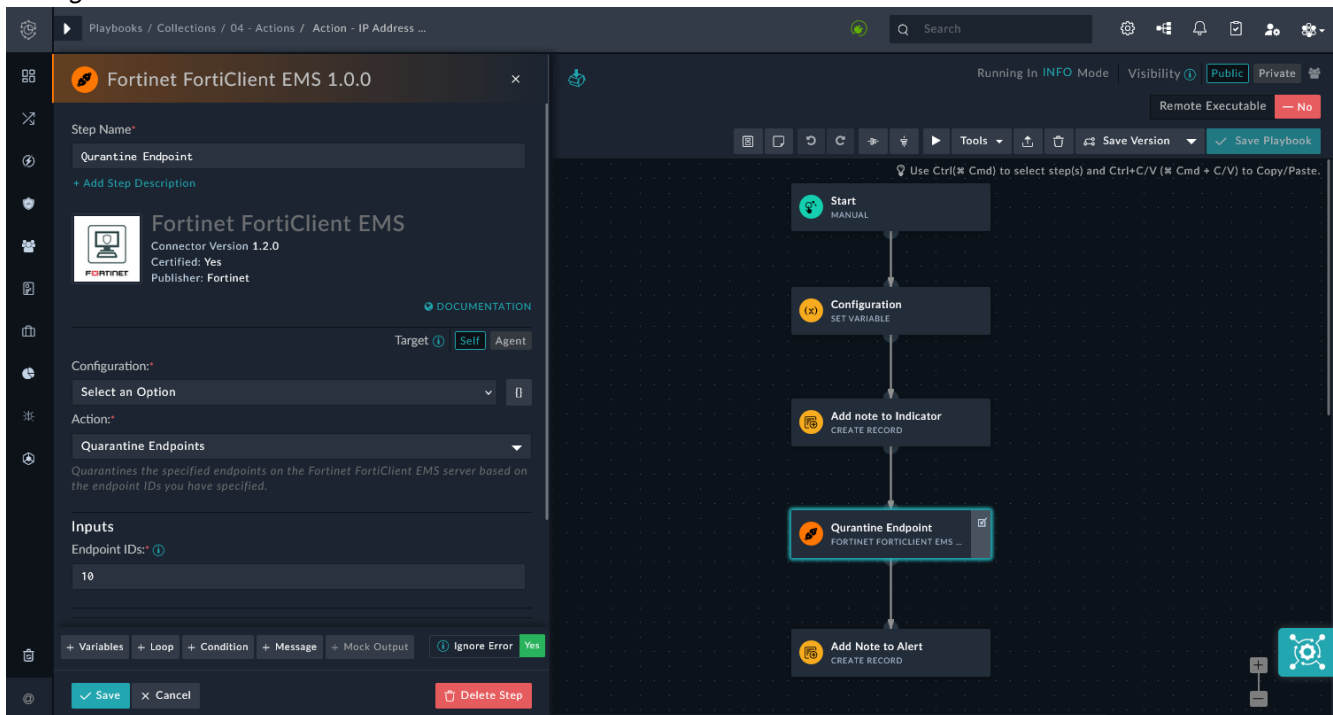 Playbooks / Collections / 04 - Actions / Action - IP Address ...
Search
Fortinet FortiClient EMS 1.0.0
Running In INFO Mode
Visibility
Public
Private
Remote Executable
No
Step Name*
Qurantine Endpoint
+ Add Step Description
Tools
Save Version
Save Playbook
Use Ctrl(⌘ Cmd) to select step(s) and Ctrl+C/V (⌘ Cmd + C/V) to Copy/Paste.
Fortinet FortiClient EMS
Connector Version 1.2.0
Certified: Yes
Publisher: Fortinet
FORTINET
DOCUMENTATION
Target
Self
Agent
Configuration:*
Select an Option
{}
Action:*
Quarantine Endpoints
Quarantines the specified endpoints on the Fortinet FortiClient EMS server based on
the endpoint IDs you have specified.
Inputs
Endpoint IDs:*
10
+ Variables
+ Loop
+ Condition
+ Message
+ Mock Output
Ignore Error
Yes
Save
× Cancel
Delete Step
Start
MANUAL
Configuration
SET VARIABLE
Add note to Indicator
CREATE RECORD
Qurantine Endpoint
FORTINET FORTICLIENT EMS ...
Add Note to Alert
CREATE RECORD